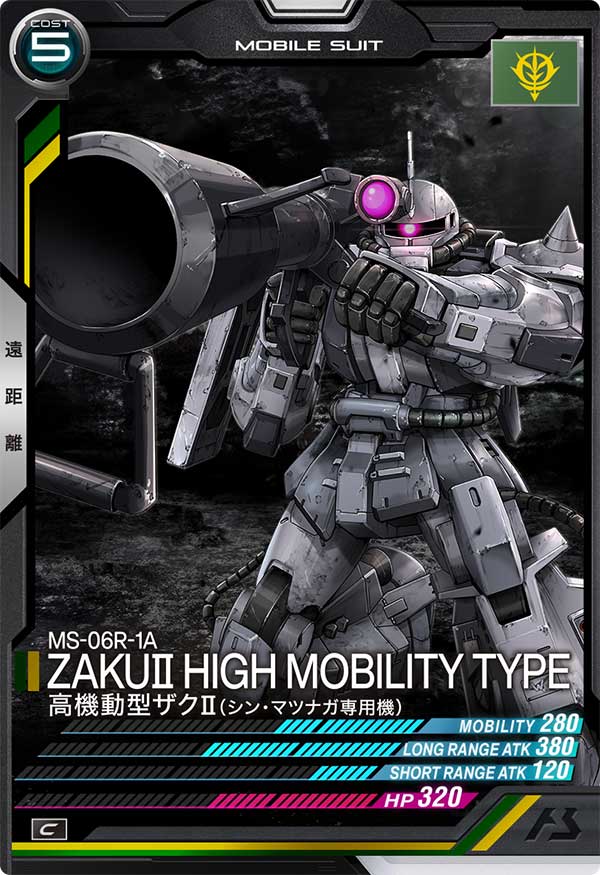 COST
5
MOBILE SUIT
遠距離
MS-06R-1A
ZAKUⅡ HIGH MOBILITY TYPE
高機動型ザクⅡ(シン・マツナガ専用機)
MOBILITY 280
LONG RANGE ATK 380
SHORT RANGE ATK 120
HP 320
C